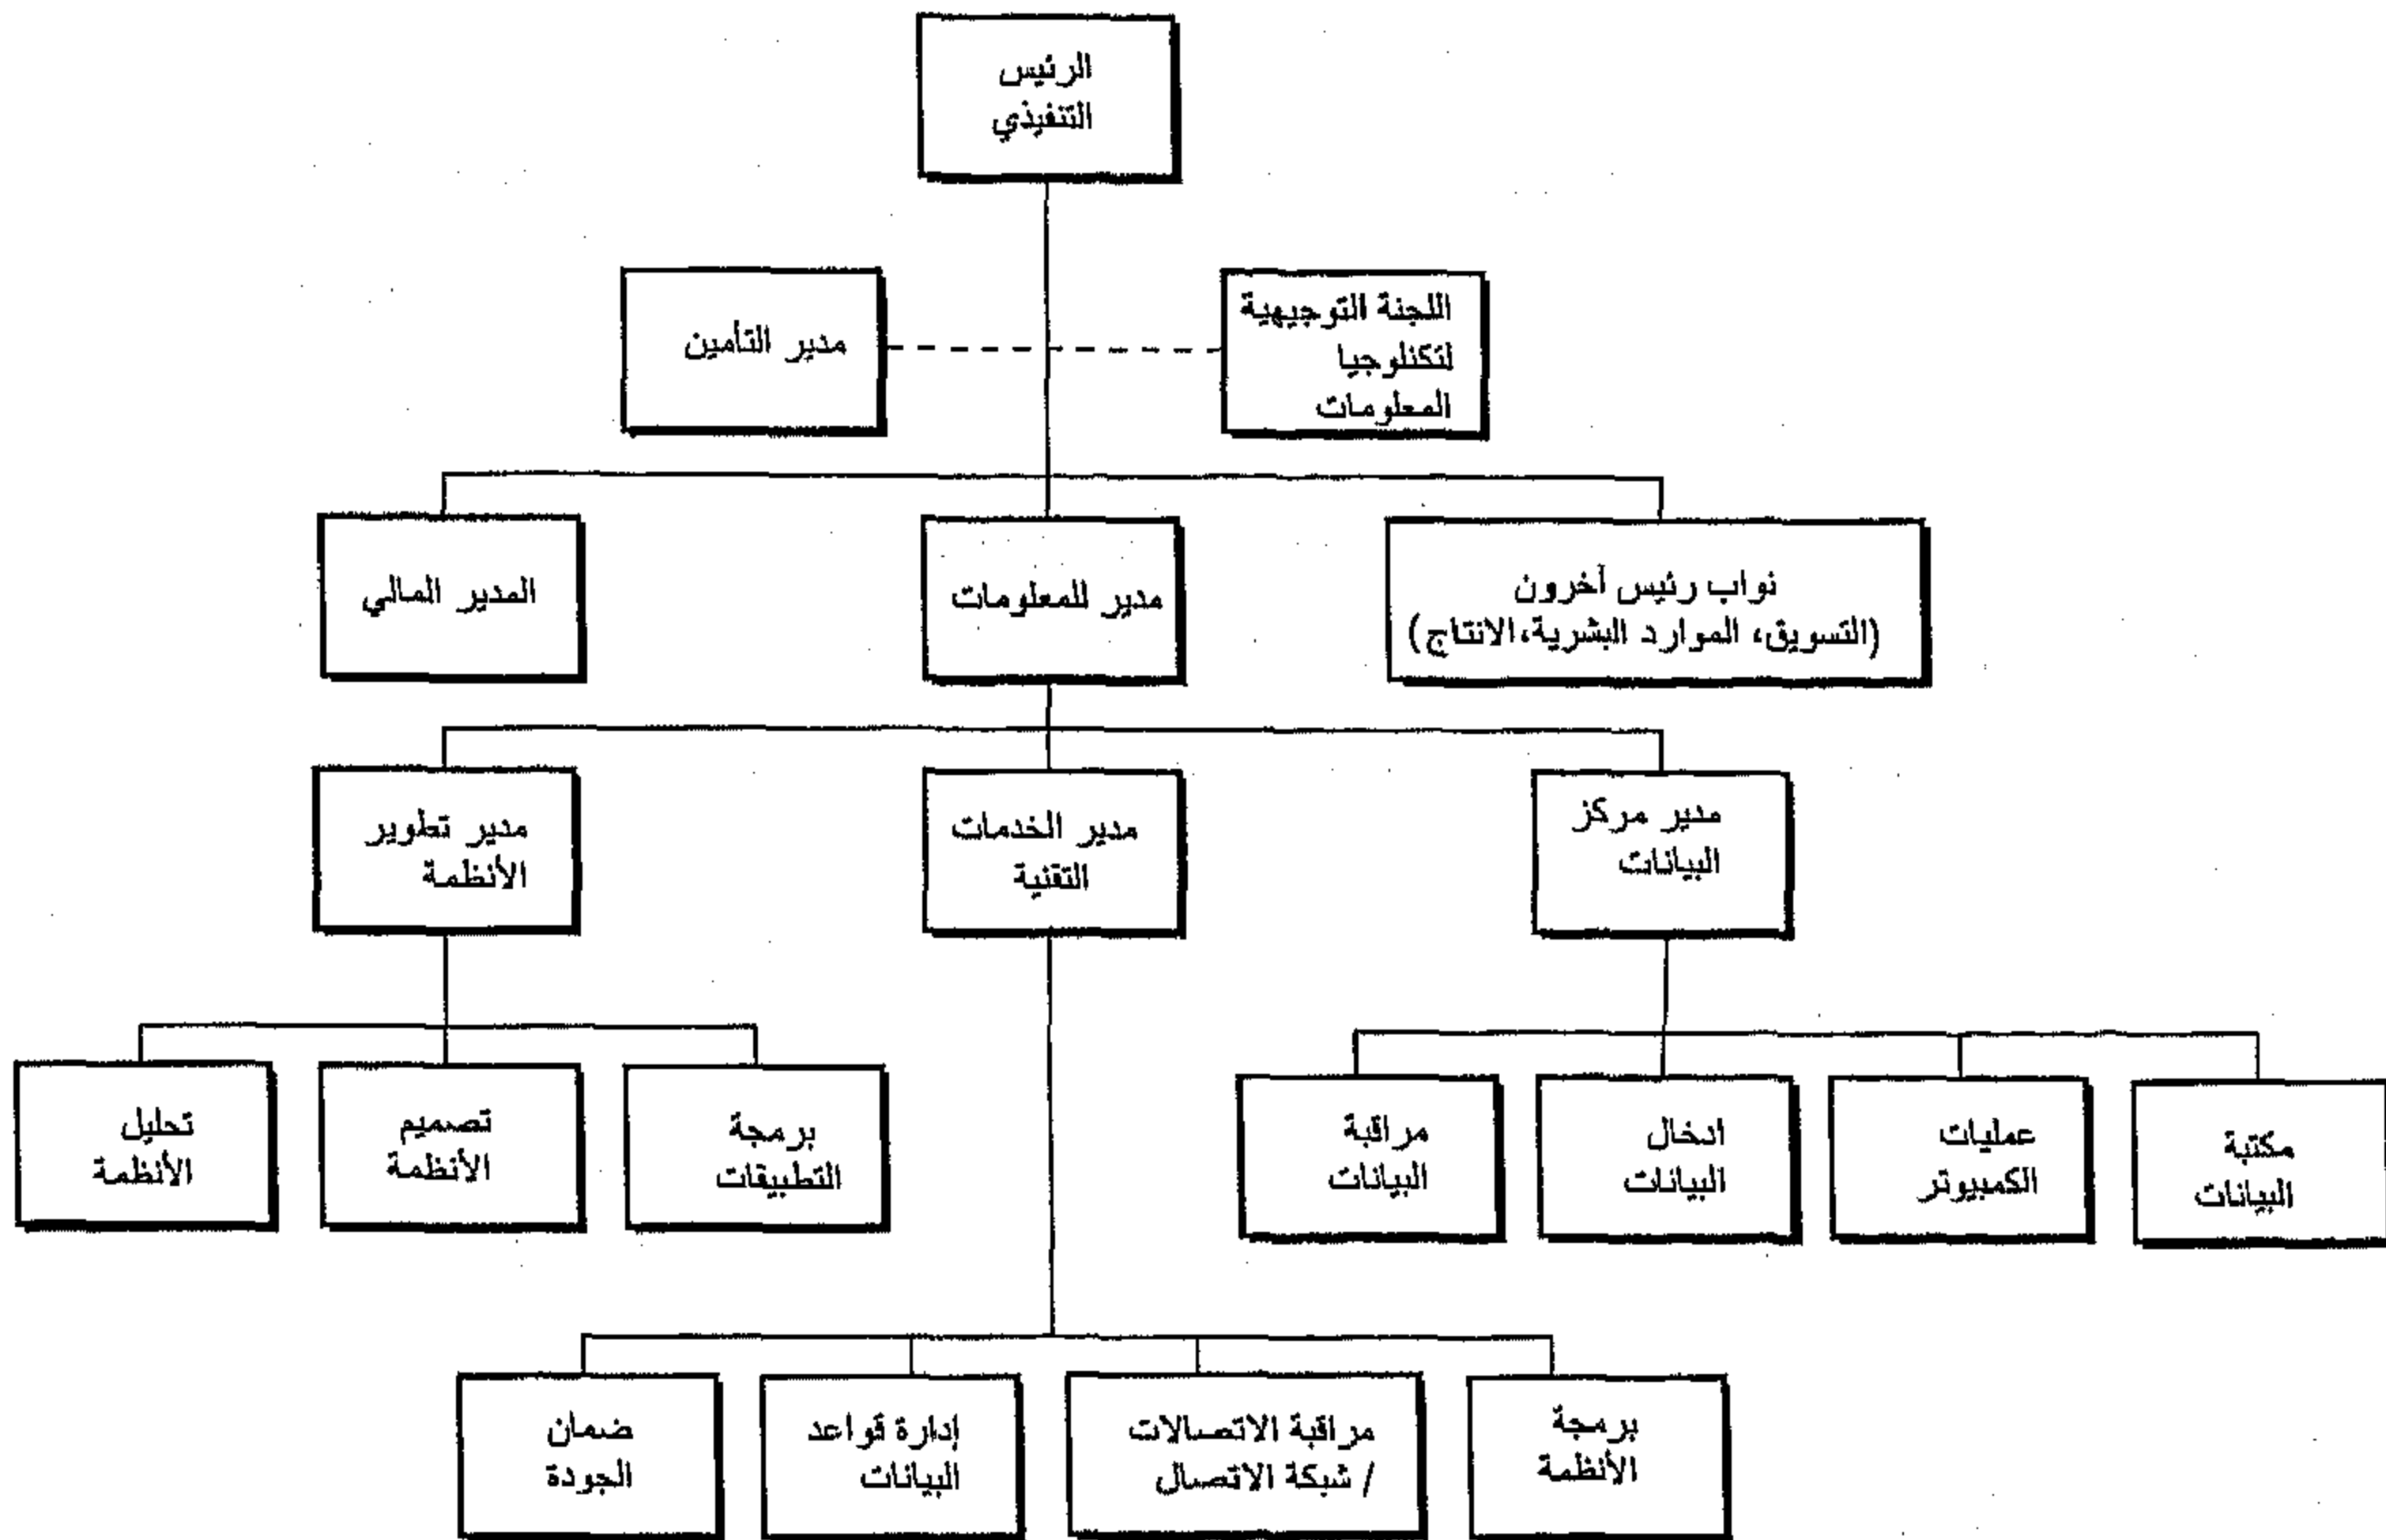 الرئيس
التنفيذي
اللجنة التوجيهية
لتكنلوجيا
المعلومات
مدير التأمين
نواب رئيس آخرون
(التسويق، الموارد البشرية،الانتاج)
مدير للمعلومات
المدير المالي
مدير مركز
البيانات
مدير الخدمات
التقنية
مدير تطوير
الأنظمة
مكتبة
البيانات
عمليات
الكمبيوتر
ادخال
البيانات
مراقبة
البيانات
برمجة
التطبيقات
تصميم
الأنظمة
تحليل
الأنظمة
برمجة
الأنظمة
مراقبة الاتصالات
/ شبكة الاتصال
إدارة قواعد
البيانات
ضمان
الجودة